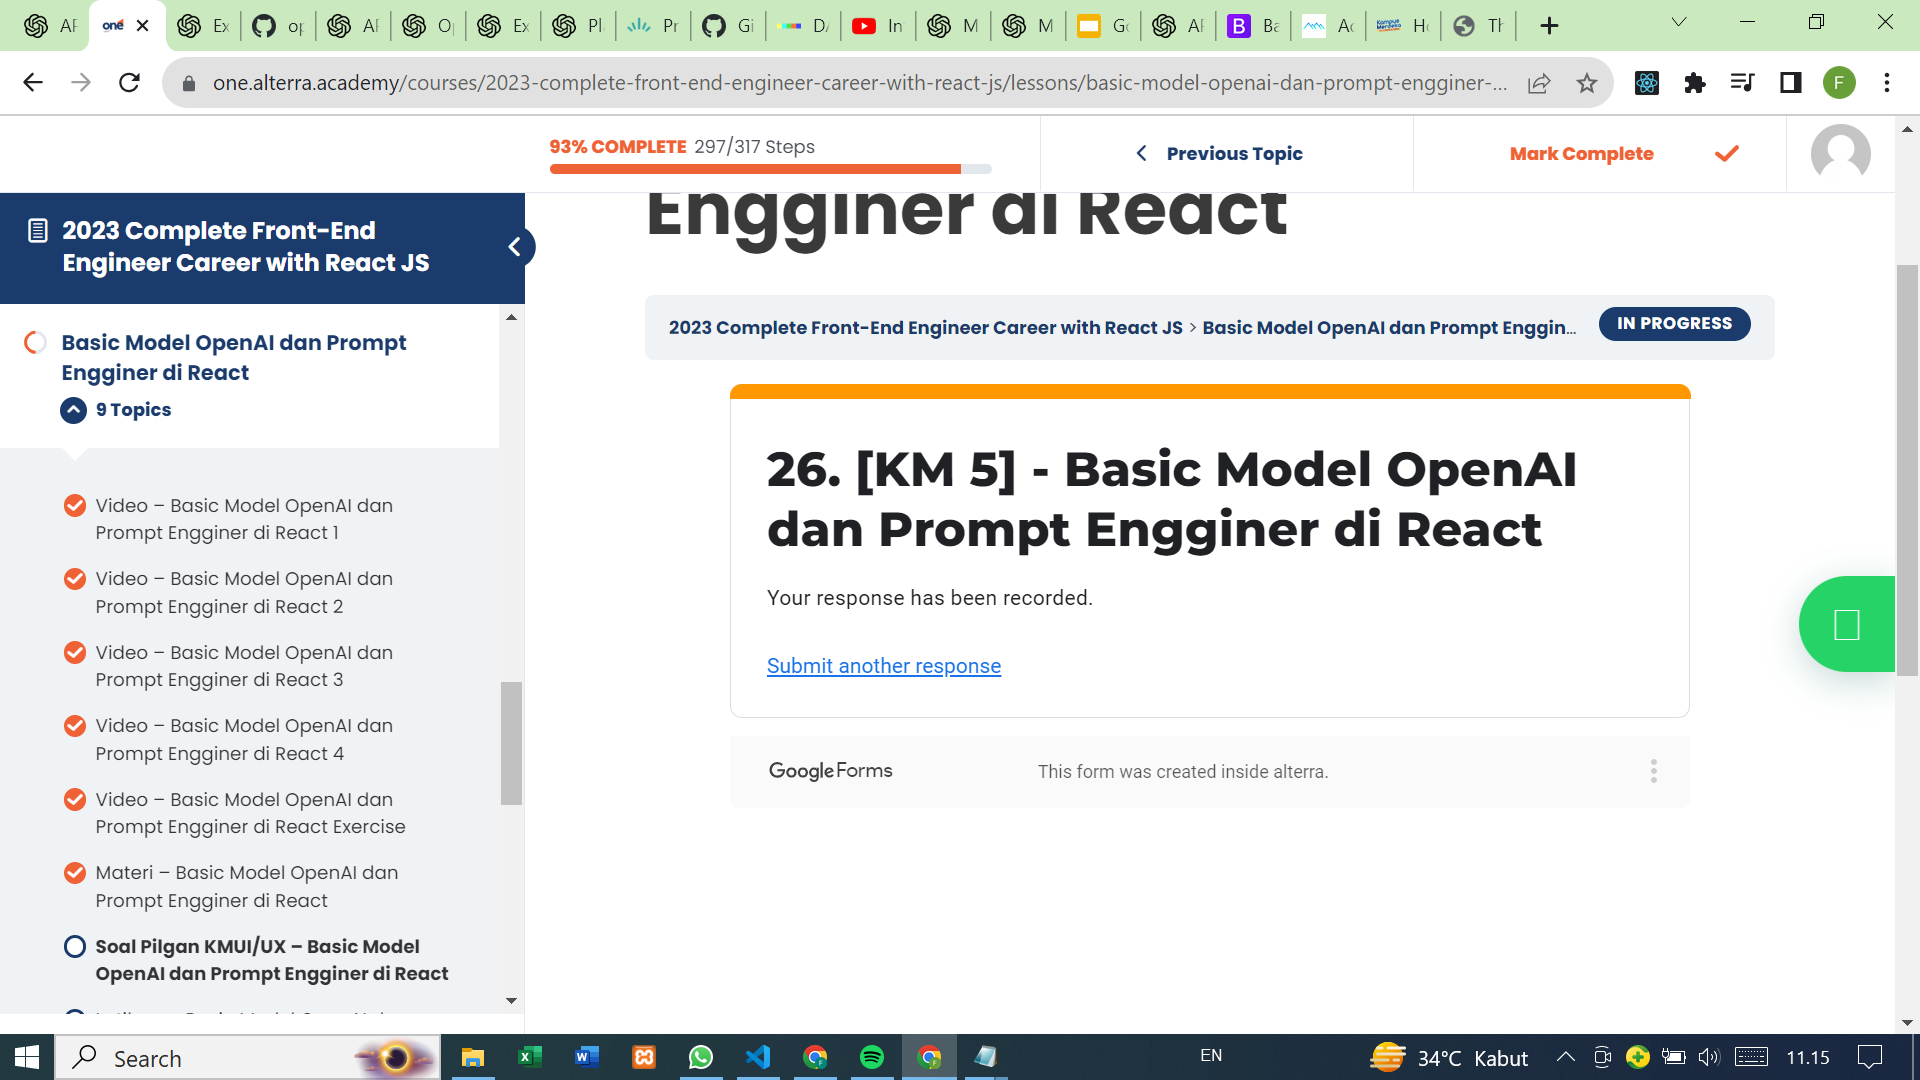 AF
one
Ex
op
AF
Op
Ex
Pl
Pr
Gi
DA
In
M
M
Go
AF
Ba
Ac
Ho
Th
one.alterra.academy/courses/2023-complete-front-end-engineer-career-with-react-js/lessons/basic-model-openai-dan-prompt-engginer-...
F
93% COMPLETE 297/317 Steps
Previous Topic
Mark Complete
2023 Complete Front-End
Engineer Career with React JS
Basic Model OpenAI dan Prompt
Engginer di React
9 Topics
Video – Basic Model OpenAI dan
Prompt Engginer di React 1
Video – Basic Model OpenAI dan
Prompt Engginer di React 2
Video – Basic Model OpenAI dan
Prompt Engginer di React 3
Video – Basic Model OpenAI dan
Prompt Engginer di React 4
Video – Basic Model OpenAI dan
Prompt Engginer di React Exercise
Materi – Basic Model OpenAI dan
Prompt Engginer di React
Soal Pilgan KMUI/UX – Basic Model
OpenAI dan Prompt Engginer di React
Engginer di React
2023 Complete Front-End Engineer Career with React JS > Basic Model OpenAI dan Prompt Enggin...
IN PROGRESS
26. [KM 5] - Basic Model OpenAI
dan Prompt Engginer di React
Your response has been recorded.
Submit another response
Google Forms
This form was created inside alterra.
Search
EN
34°C Kabut
11.15